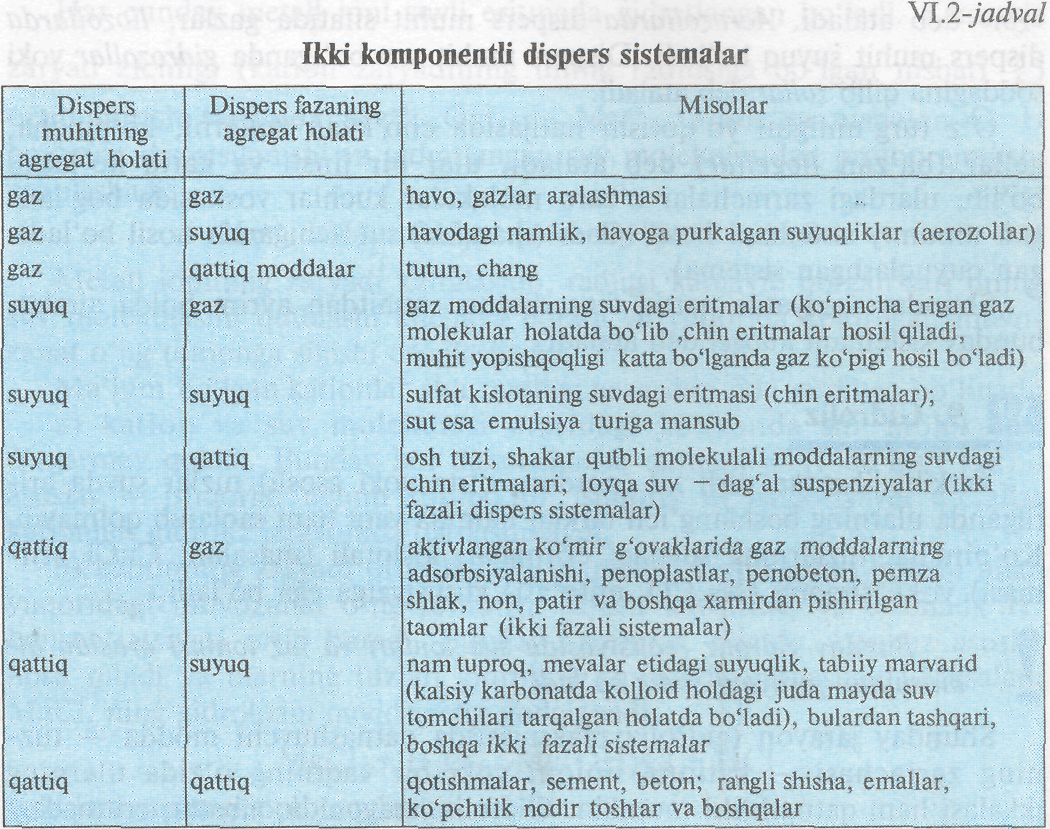 VI.2-jadval
Ikki komponentli dispers sistemalar
Dispers muhitning agregat holati | Dispers fazaning agregat holati | Misollar
gaz | gaz | havo, gazlar aralashmasi
gaz | suyuq | havodagi namlik, havoga purkalgan suyuqliklar (aerozollar)
gaz | qattiq moddalar | tutun, chang
suyuq | gaz | gaz moddalarning suvdagi eritmalar (ko‘pincha erigan gaz
molekular holatda bo‘lib ,chin eritmalar hosil qiladi,
muhit yopishqoqligi katta bo‘lganda gaz ko‘pigi hosil bo‘ladi)
suyuq | suyuq | sulfat kislotaning suvdagi eritmasi (chin eritmalar);
sut esa emulsiya turiga mansub
suyuq | qattiq | osh tuzi, shakar qutbli molekulali moddalarning suvdagi
chin eritmalari; loyqa suv — dag‘al suspenziyalar (ikki
fazali dispers sistemalar)
qattiq | gaz | aktivlangan ko‘mir g‘ovaklarida gaz moddalarning
adsorbsiyalanishi, penoplastlar, penobeton, pemza
shlak, non, patir va boshqa xamirdan pishirilgan
taomlar (ikki fazali sistemalar)
qattiq | suyuq | nam tuproq, mevalar etidagi suyuqlik, tabiiy marvarid
(kalsiy karbonatda kolloid holdagi juda mayda suv
tomchilari tarqalgan holatda bo‘ladi), bulardan tashqari,
boshqa ikki fazali sistemalar
qattiq | qattiq | qotishmalar, sement, beton; rangli shisha, emallar,
ko‘pchilik nodir toshlar va boshqalar